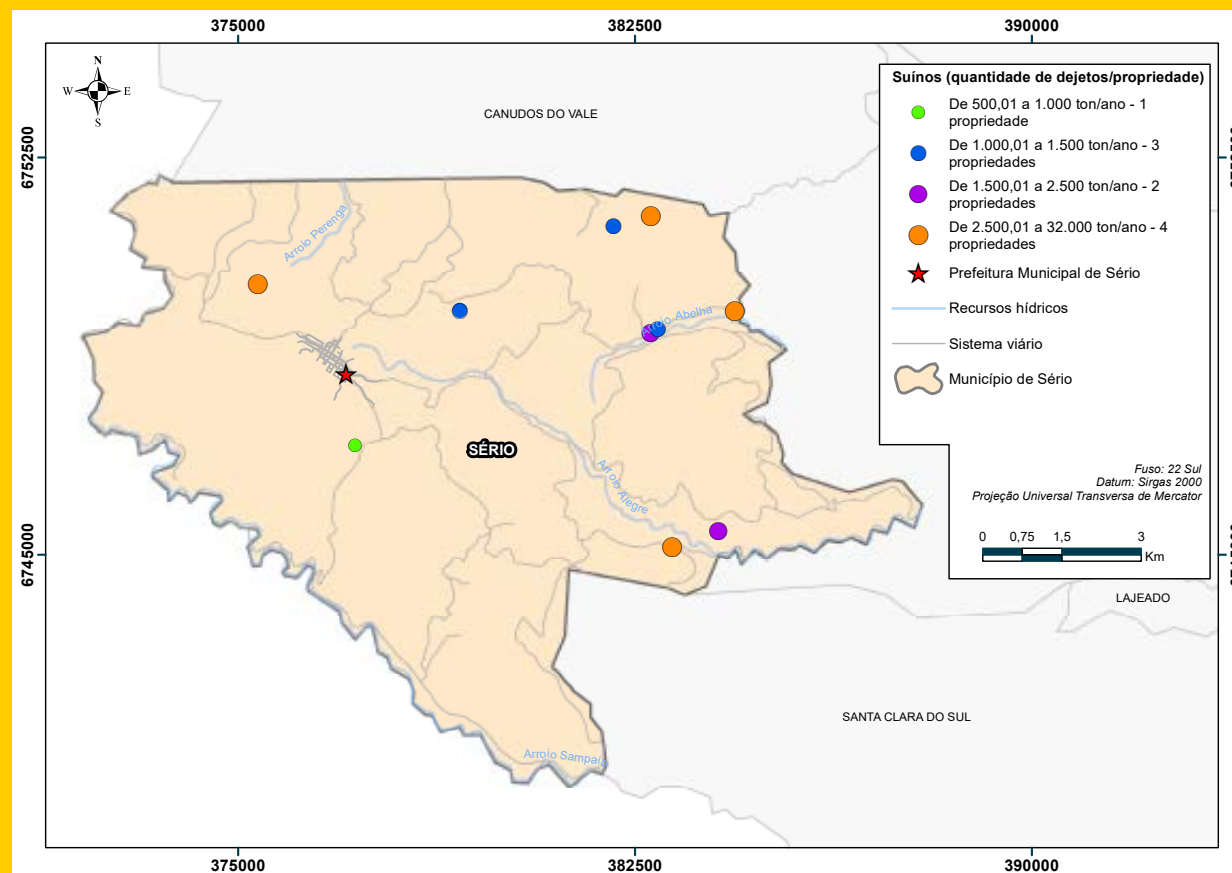 375000
382500
390000
N
W
E
S
6752500
6745000
CANUDOS DO VALE
Arroio Perenga
Arroio Abelha
SÉRIO
Arroio Alegre
Arroio Sampaio
SANTA CLARA DO SUL
LAJEADO
Suínos (quantidade de dejetos/propriedade)
De 500,01 a 1.000 ton/ano - 1
propriedade
De 1.000,01 a 1.500 ton/ano - 3
propriedades
De 1.500,01 a 2.500 ton/ano - 2
propriedades
De 2.500,01 a 32.000 ton/ano - 4
propriedades
Prefeitura Municipal de Sério
Recursos hídricos
Sistema viário
Município de Sério
Fuso: 22 Sul
Datum: Sirgas 2000
Projeção Universal Transversa de Mercator
0 0,75 1,5 3
Km
375000
382500
390000